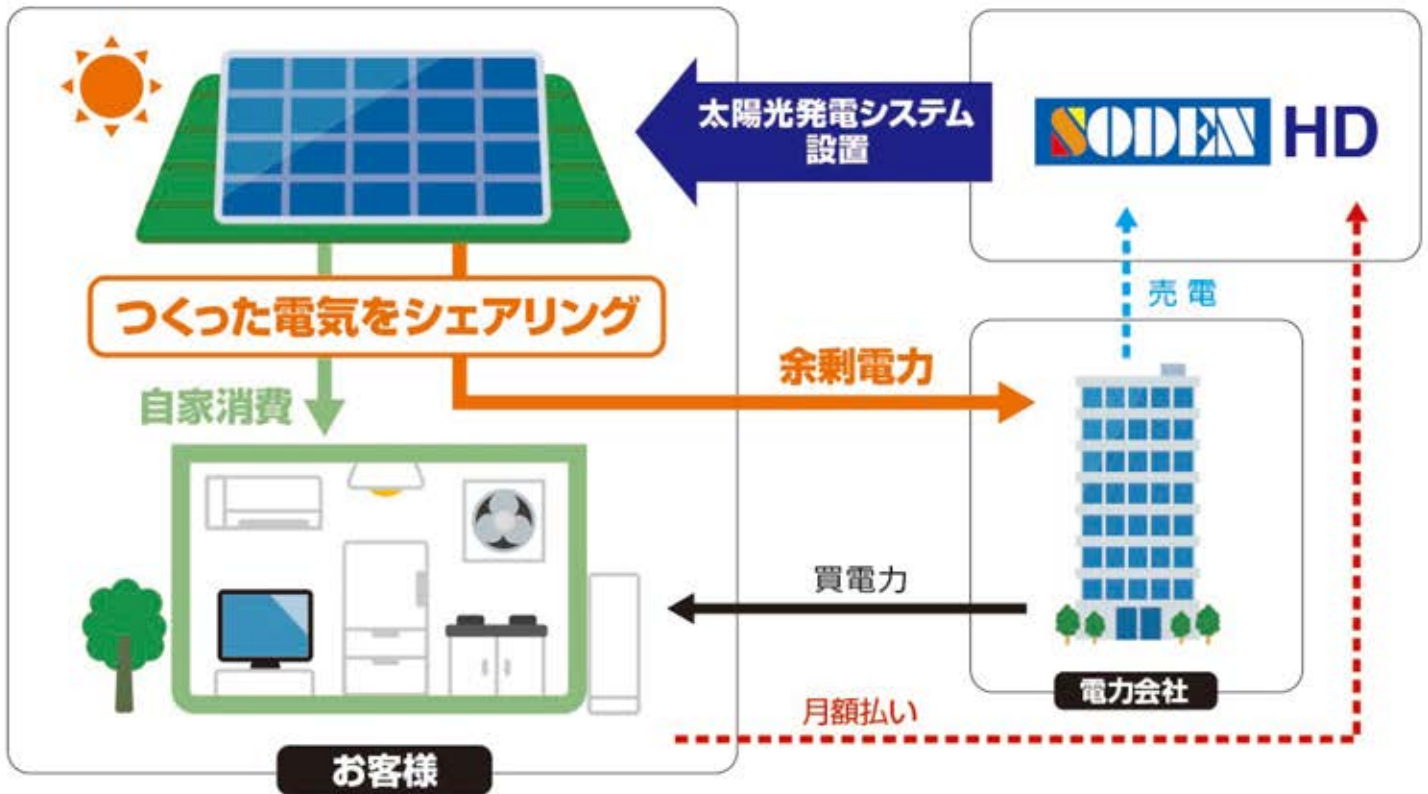 太陽光発電システム
設置
SODEN HD
つくった電気をシェアリング
売電
余剰電力
自家消費
買電力
電力会社
月額払い
お客様